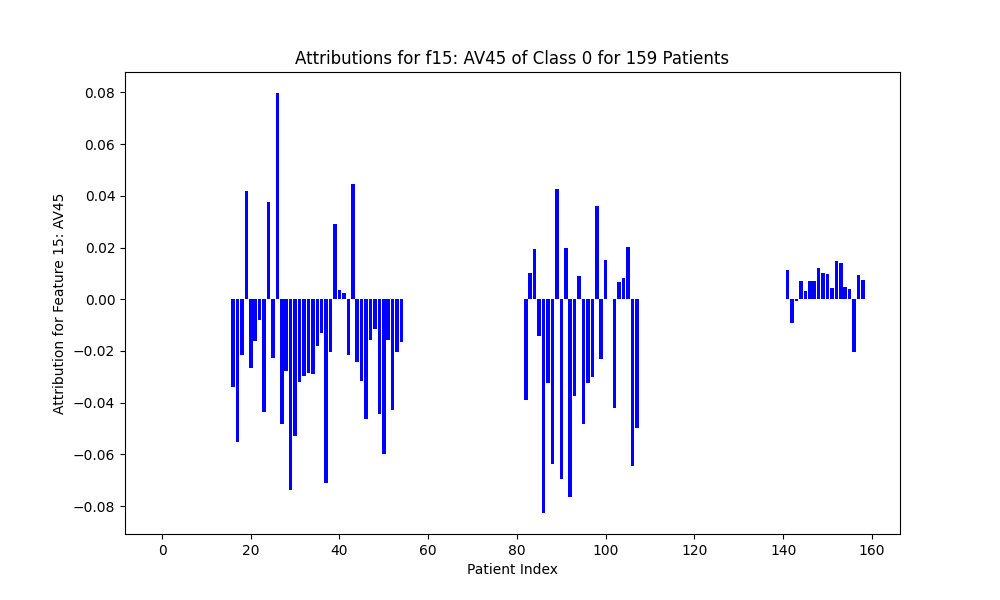 Attributions for f15: AV45 of Class 0 for 159 Patients
Attribution for Feature 15: AV45
0.08
0.06
0.04
0.02
0.00
−0.02
−0.04
−0.06
−0.08
0 20 40 60 80 100 120 140 160
Patient Index